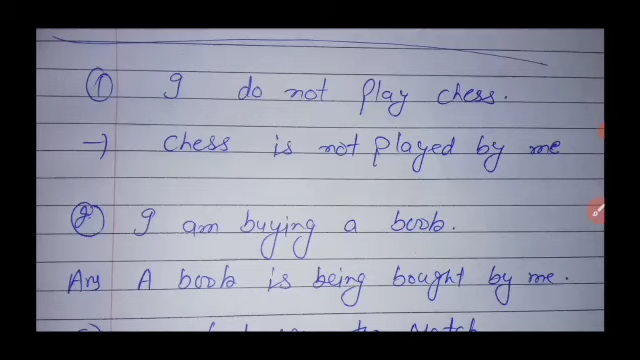 ① I do not play chess.
→ chess is not played by me
② I am buying a book.
Ans A book is being bought by me.